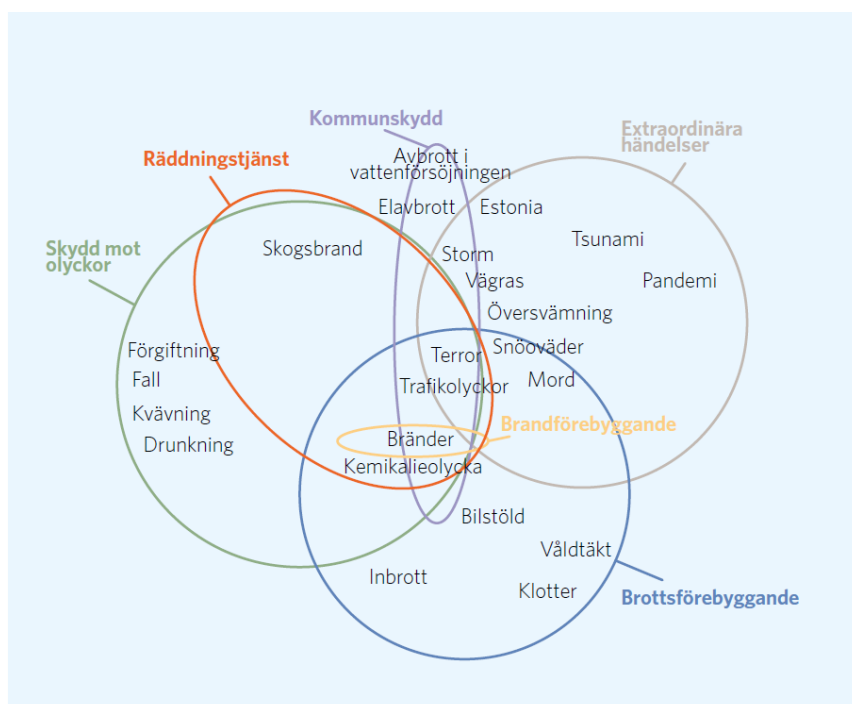 Kommunskydd
Extraordinära
händelser
Räddningstjänst
Avbrott i
vattenförsöjningen
Elavbrott
Estonia
Tsunami
Skydd mot
olyckor
Skogsbrand
Storm
Vägras
Pandemi
Översvämning
Förgiftning
Terror
Snöoväder
Fall
Trafikolyckor
Mord
Kvävning
Brandförebyggande
Drunkning
Bränder
Kemikalieolycka
Bilstöld
Våldtäkt
Inbrott
Klotter
Brottsförebyggande